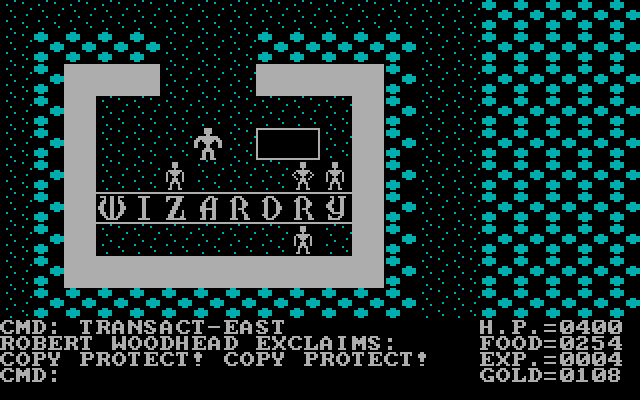 WIZARDRY
CMD: TRANSACT-EAST
ROBERT WOODHEAD EXCLAIMS:
COPY PROTECT! COPY PROTECT!
CMD:
H.P.=0400
FOOD=0254
EXP.=0004
GOLD=0108